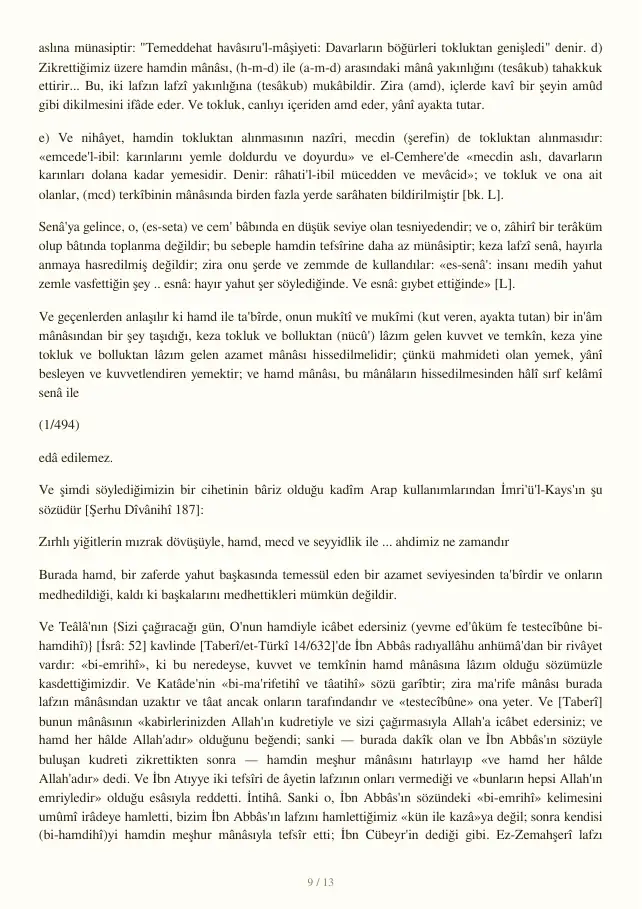 aslına münasiptir: "Temeddehat havâsıru'l-mâşiyeti: Davarların böğürleri tokluktan genişledi" denir. d)
Zikrettiğimiz üzere hamdin mânâsı, (h-m-d) ile (a-m-d) arasındaki mânâ yakınlığını (tesâkub) tahakkuk
ettirir... Bu, iki lafzın lafzî yakınlığına (tesâkub) mukâbildir. Zira (amd), içlerde kavî bir şeyin amûd
gibi dikilmesini ifâde eder. Ve tokluk, canlıyı içeriden amd eder, yânî ayakta tutar.
e) Ve nihâyet, hamdin tokluktan alınmasının nazîri, mecdin (şerefin) de tokluktan alınmasıdır:
«emcede'l-ibil: karınlarını yemle doldurdu ve doyurdu» ve el-Cemhere'de «mecdin aslı, davarların
karınları dolana kadar yemesidir. Denir: râhati'l-ibil mücedden ve mevâcid»; ve tokluk ve ona ait
olanlar, (mcd) terkîbinin mânâsında birden fazla yerde sarâhaten bildirilmiştir [bk. L].
Senâ'ya gelince, o, (es-seta) ve cem' bâbında en düşük seviye olan tesniyedendir; ve o, zâhirî bir terâküm
olup bâtında toplanma değildir; bu sebeple hamdin tefsîrine daha az münâsiptir; keza lafzî senâ, hayırla
anmaya hasredilmiş değildir; zira onu şerde ve zemmde de kullandılar: «es-senâ': insanı medih yahut
zemle vasfettiğin şey .. esnâ: hayır yahut şer söylediğinde. Ve esnâ: gıybet ettiğinde» [L].
Ve geçenlerden anlaşılır ki hamd ile ta'bîrde, onun mukîtî ve mukîmi (kut veren, ayakta tutan) bir in'âm
mânâsından bir şey taşıdığı, keza tokluk ve bolluktan (nücû') lâzım gelen kuvvet ve temkîn, keza yine
tokluk ve bolluktan lâzım gelen azamet mânâsı hissedilmelidir; çünkü mahmideti olan yemek, yânî
besleyen ve kuvvetlendiren yemektir; ve hamd mânâsı, bu mânâların hissedilmesinden hâlî sırf kelâmî
senâ ile
(1/494)
edâ edilemez.
Ve şimdi söylediğimizin bir cihetinin bâriz olduğu kadîm Arap kullanımlarından İmri'ü'l-Kays'ın şu
sözüdür [Şerhu Dîvânihî 187]:
Zırhlı yiğitlerin mızrak dövüşüyle, hamd, mecd ve seyyidlik ile ... ahdimiz ne zamandır
Burada hamd, bir zaferde yahut başkasında temessül eden bir azamet seviyesinden ta'bîrdir ve onların
medhedildiği, kaldı ki başkalarını medhettikleri mümkün değildir.
Ve Teâlâ'nın {Sizi çağıracağı gün, O'nun hamdiyle icâbet edersiniz (yevme ed'ûküm fe testecîbûne bi-
hamdihî)} [İsrâ: 52] kavlinde [Taberî/et-Türkî 14/632]'de İbn Abbâs radıyallâhu anhümâ'dan bir rivâyet
vardır: «bi-emrihî», ki bu neredeyse, kuvvet ve temkînin hamd mânâsına lâzım olduğu sözümüzle
kasdettiğimizdir. Ve Katâde'nin «bi-ma'rifetihî ve tâatihî» sözü garîbtir; zira ma'rife mânâsı burada
lafzın mânâsından uzaktır ve tâat ancak onların tarafındandır ve «testecîbûne» ona yeter. Ve [Taberî]
bunun mânâsının «kabirlerinizden Allah'ın kudretiyle ve sizi çağırmasıyla Allah'a icâbet edersiniz; ve
hamd her hâlde Allah'adır» olduğunu beğendi; sanki — burada dakîk olan ve İbn Abbâs'ın sözüyle
buluşan kudreti zikrettikten sonra — hamdin meşhur mânâsını hatırlayıp «ve hamd her hâlde
Allah'adır» dedi. Ve İbn Atıyye iki tefsîri de âyetin lafzının onları vermediği ve «bunların hepsi Allah'ın
emriyledir» olduğu esâsıyla reddetti. İntihâ. Sanki o, İbn Abbâs'ın sözündeki «bi-emrihî» kelimesini
umûmî irâdeye hamletti, bizim İbn Abbâs'ın lafzını hamlettiğimiz «kün ile kazâ»ya değil; sonra kendisi
(bi-hamdihî)yi hamdin meşhur mânâsıyla tefsîr etti; İbn Cübeyr'in dediği gibi. Ez-Zemahşerî lafzı
9 / 13